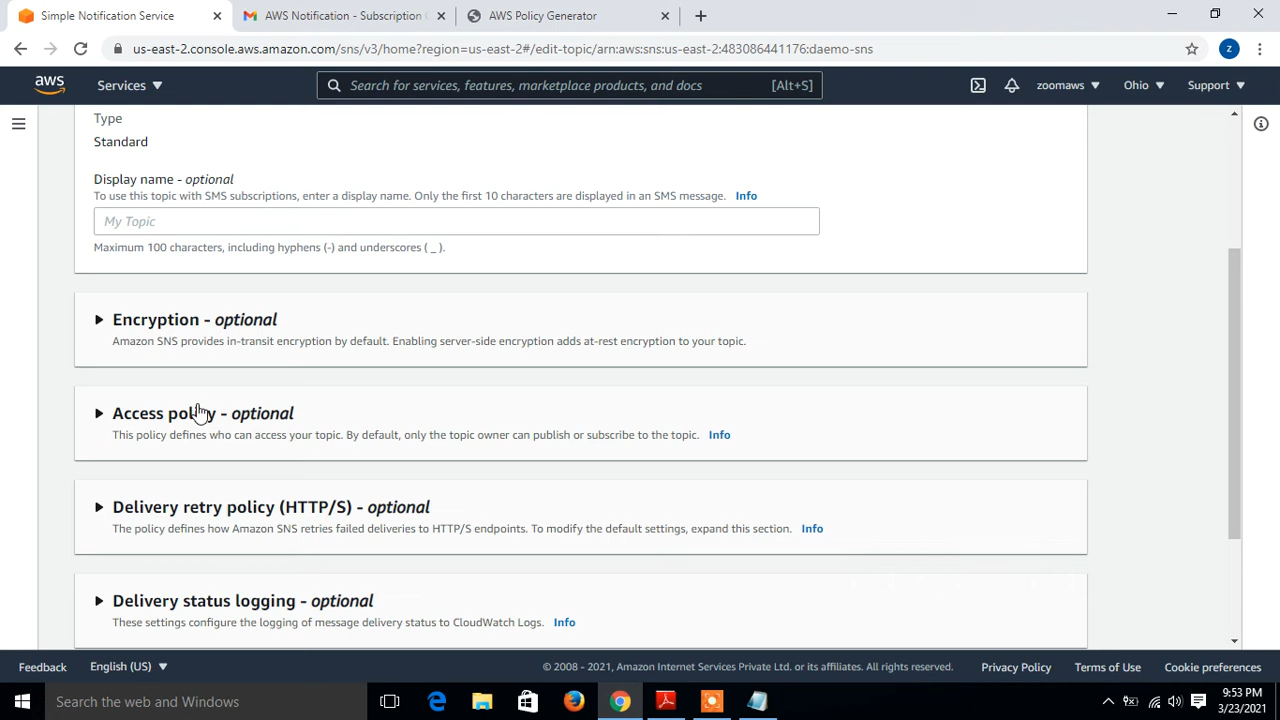 Simple Notification Service
AWS Notification - Subscription C
AWS Policy Generator
us-east-2.console.aws.amazon.com/sns/v3/home?region=us-east-2#/edit-topic/arn:aws:sns:us-east-2:483086441176:daemo-sns
z
aws
Services
Search for services, features, marketplace products, and docs
[Alt+S]
zoomaws
Ohio
Support
Type
Standard
Display name - optional
To use this topic with SMS subscriptions, enter a display name. Only the first 10 characters are displayed in an SMS message. Info
My Topic
Maximum 100 characters, including hyphens (-) and underscores ( _ ).
Encryption - optional
Amazon SNS provides in-transit encryption by default. Enabling server-side encryption adds at-rest encryption to your topic.
Access policy - optional
This policy defines who can access your topic. By default, only the topic owner can publish or subscribe to the topic. Info
Delivery retry policy (HTTP/S) - optional
The policy defines how Amazon SNS retries failed deliveries to HTTP/S endpoints. To modify the default settings, expand this section. Info
Delivery status logging - optional
These settings configure the logging of message delivery status to CloudWatch Logs. Info
Feedback
English (US)
© 2008 - 2021, Amazon Internet Services Private Ltd. or its affiliates. All rights reserved.
Privacy Policy
Terms of Use
Cookie preferences
Search the web and Windows
9:53 PM
3/23/2021